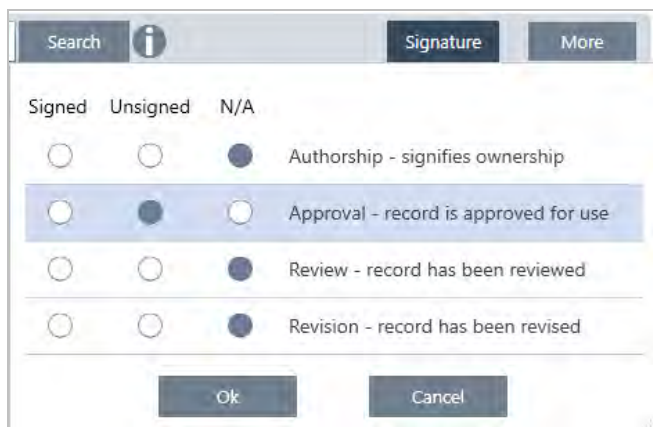 Search i Signature More
Signed Unsigned N/A
Authorship - signifies ownership
Approval - record is approved for use
Review - record has been reviewed
Revision - record has been revised
Ok Cancel